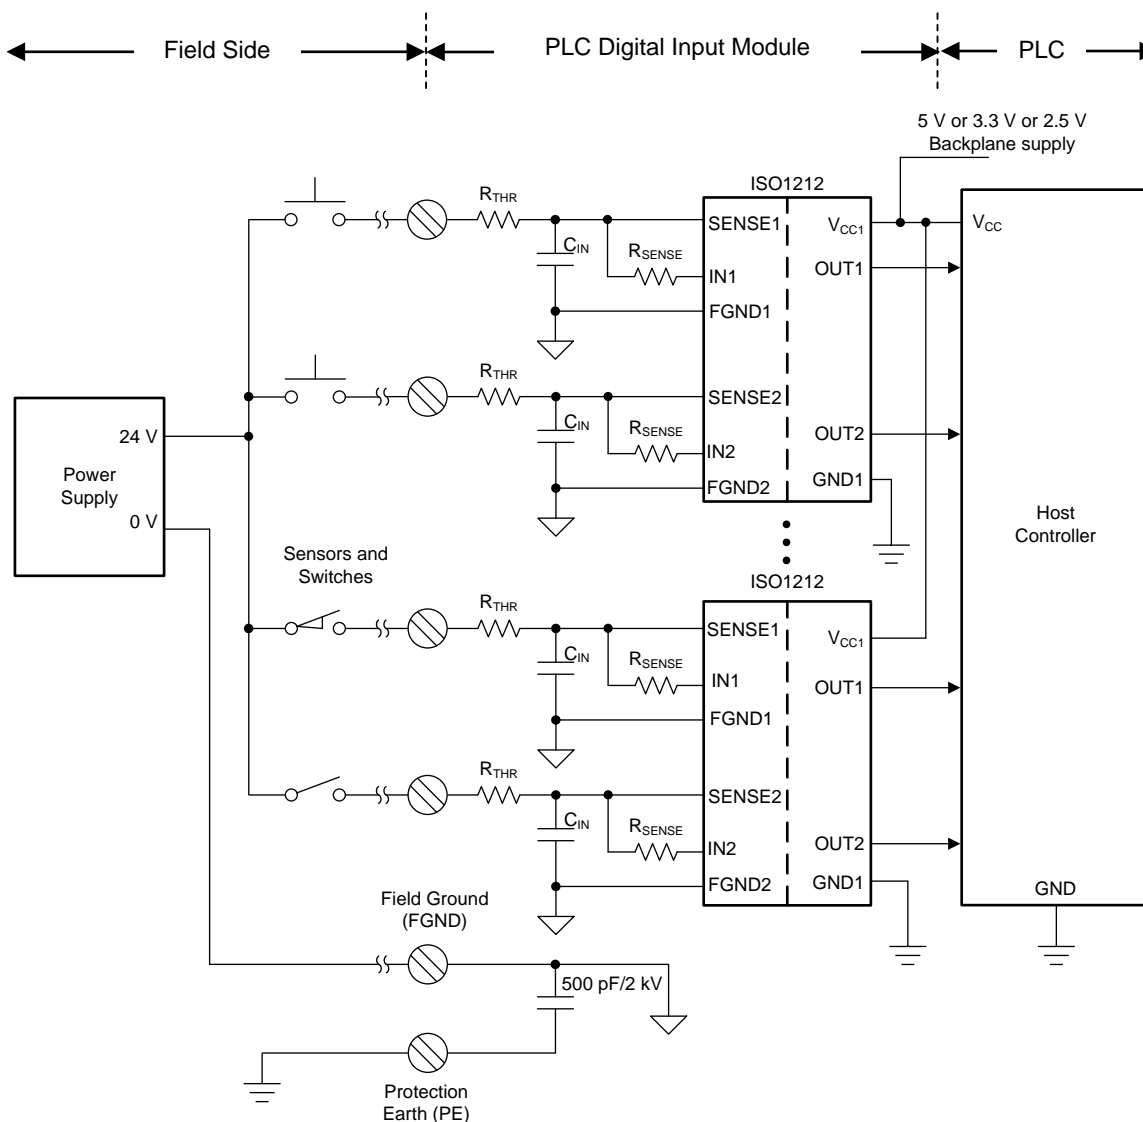 Field Side
PLC Digital Input Module
PLC
5 V or 3.3 V or 2.5 V
Backplane supply
ISO1212
RTHR
SENSE1
VCC1
VCC
CIN
RSENSE
OUT1
IN1
FGND1
RTHR
SENSE2
CIN
RSENSE
OUT2
IN2
FGND2
GND1
24 V
Power
Supply
0 V
Host
Controller
Sensors and
Switches
ISO1212
RTHR
SENSE1
VCC1
CIN
RSENSE
IN1
OUT1
FGND1
RTHR
SENSE2
CIN
RSENSE
IN2
OUT2
FGND2
GND1
GND
Field Ground
(FGND)
500 pF/2 kV
Protection
Earth (PE)